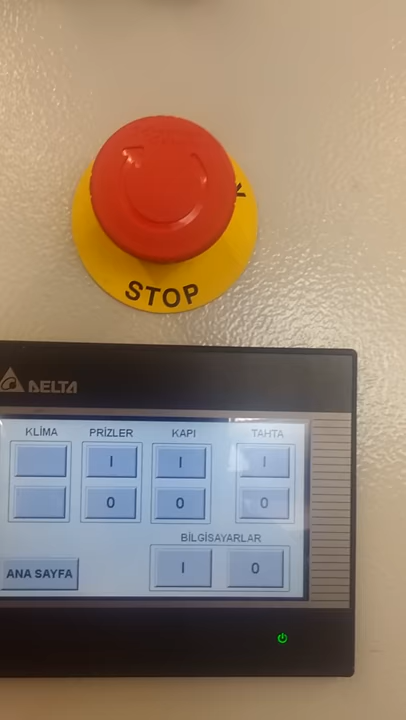 STOP
DELTA
KLİMA PRİZLER KAPI TAHTA
I I I
0 0 0
BİLGİSAYARLAR
ANA SAYFA I 0